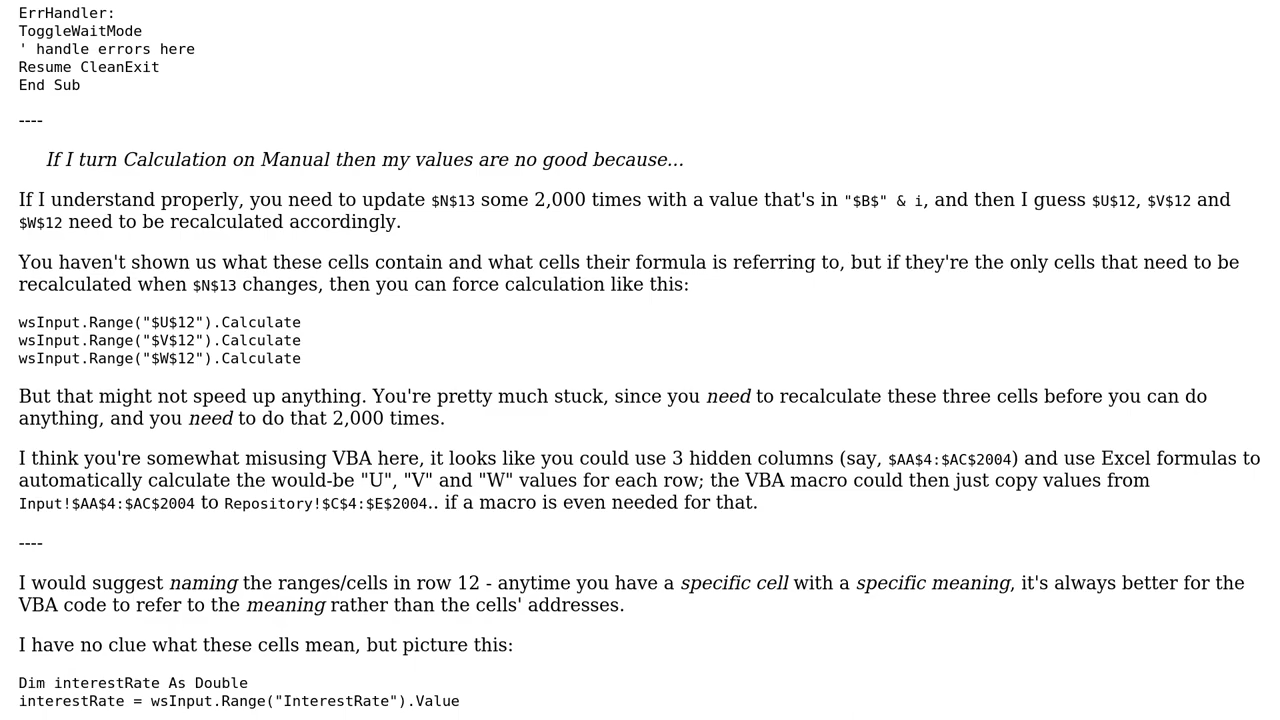 ErrHandler:
ToggleWaitMode
' handle errors here
Resume CleanExit
End Sub
----
If I turn Calculation on Manual then my values are no good because...
If I understand properly, you need to update $N$13 some 2,000 times with a value that's in "$B$" & i, and then I guess $U$12, $V$12 and
$W$12 need to be recalculated accordingly.
You haven't shown us what these cells contain and what cells their formula is referring to, but if they're the only cells that need to be
recalculated when $N$13 changes, then you can force calculation like this:
wsInput.Range("$U$12").Calculate
wsInput.Range("$V$12").Calculate
wsInput.Range("$W$12").Calculate
But that might not speed up anything. You're pretty much stuck, since you need to recalculate these three cells before you can do
anything, and you need to do that 2,000 times.
I think you're somewhat misusing VBA here, it looks like you could use 3 hidden columns (say, $AA$4:$AC$2004) and use Excel formulas to
automatically calculate the would-be "U", "V" and "W" values for each row; the VBA macro could then just copy values from
Input!$AA$4:$AC$2004 to Repository!$C$4:$E$2004.. if a macro is even needed for that.
----
I would suggest naming the ranges/cells in row 12 - anytime you have a specific cell with a specific meaning, it's always better for the
VBA code to refer to the meaning rather than the cells' addresses.
I have no clue what these cells mean, but picture this:
Dim interestRate As Double
interestRate = wsInput.Range("InterestRate").Value